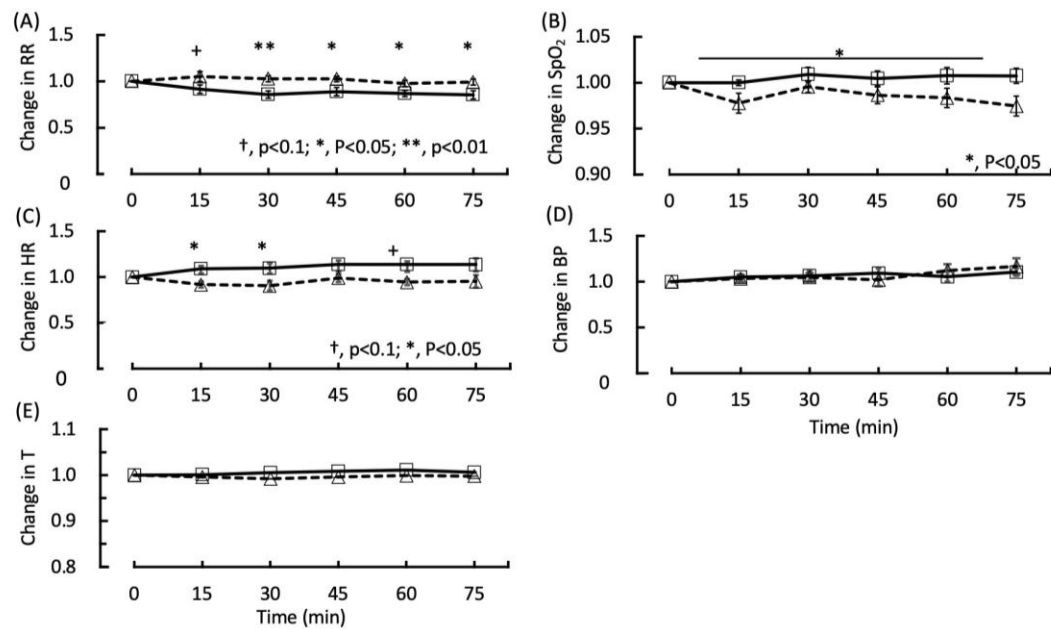 (A)
Change in RR
1.5
1.0
0.5
0
† ** * * *
†, p<0.1; *, P<0.05; **, p<0.01
0 15 30 45 60 75
(B)
Change in SpO2
1.05
1.00
0.95
0.90
*
*, P<0.05
0 15 30 45 60 75
(C)
Change in HR
1.5
1.0
0.5
0
* * †
†, p<0.1; *, P<0.05
0 15 30 45 60 75
(D)
Change in BP
1.5
1.0
0.5
0
0 15 30 45 60 75
Time (min)
(E)
Change in T
1.1
1.0
0.9
0.8
0 15 30 45 60 75
Time (min)